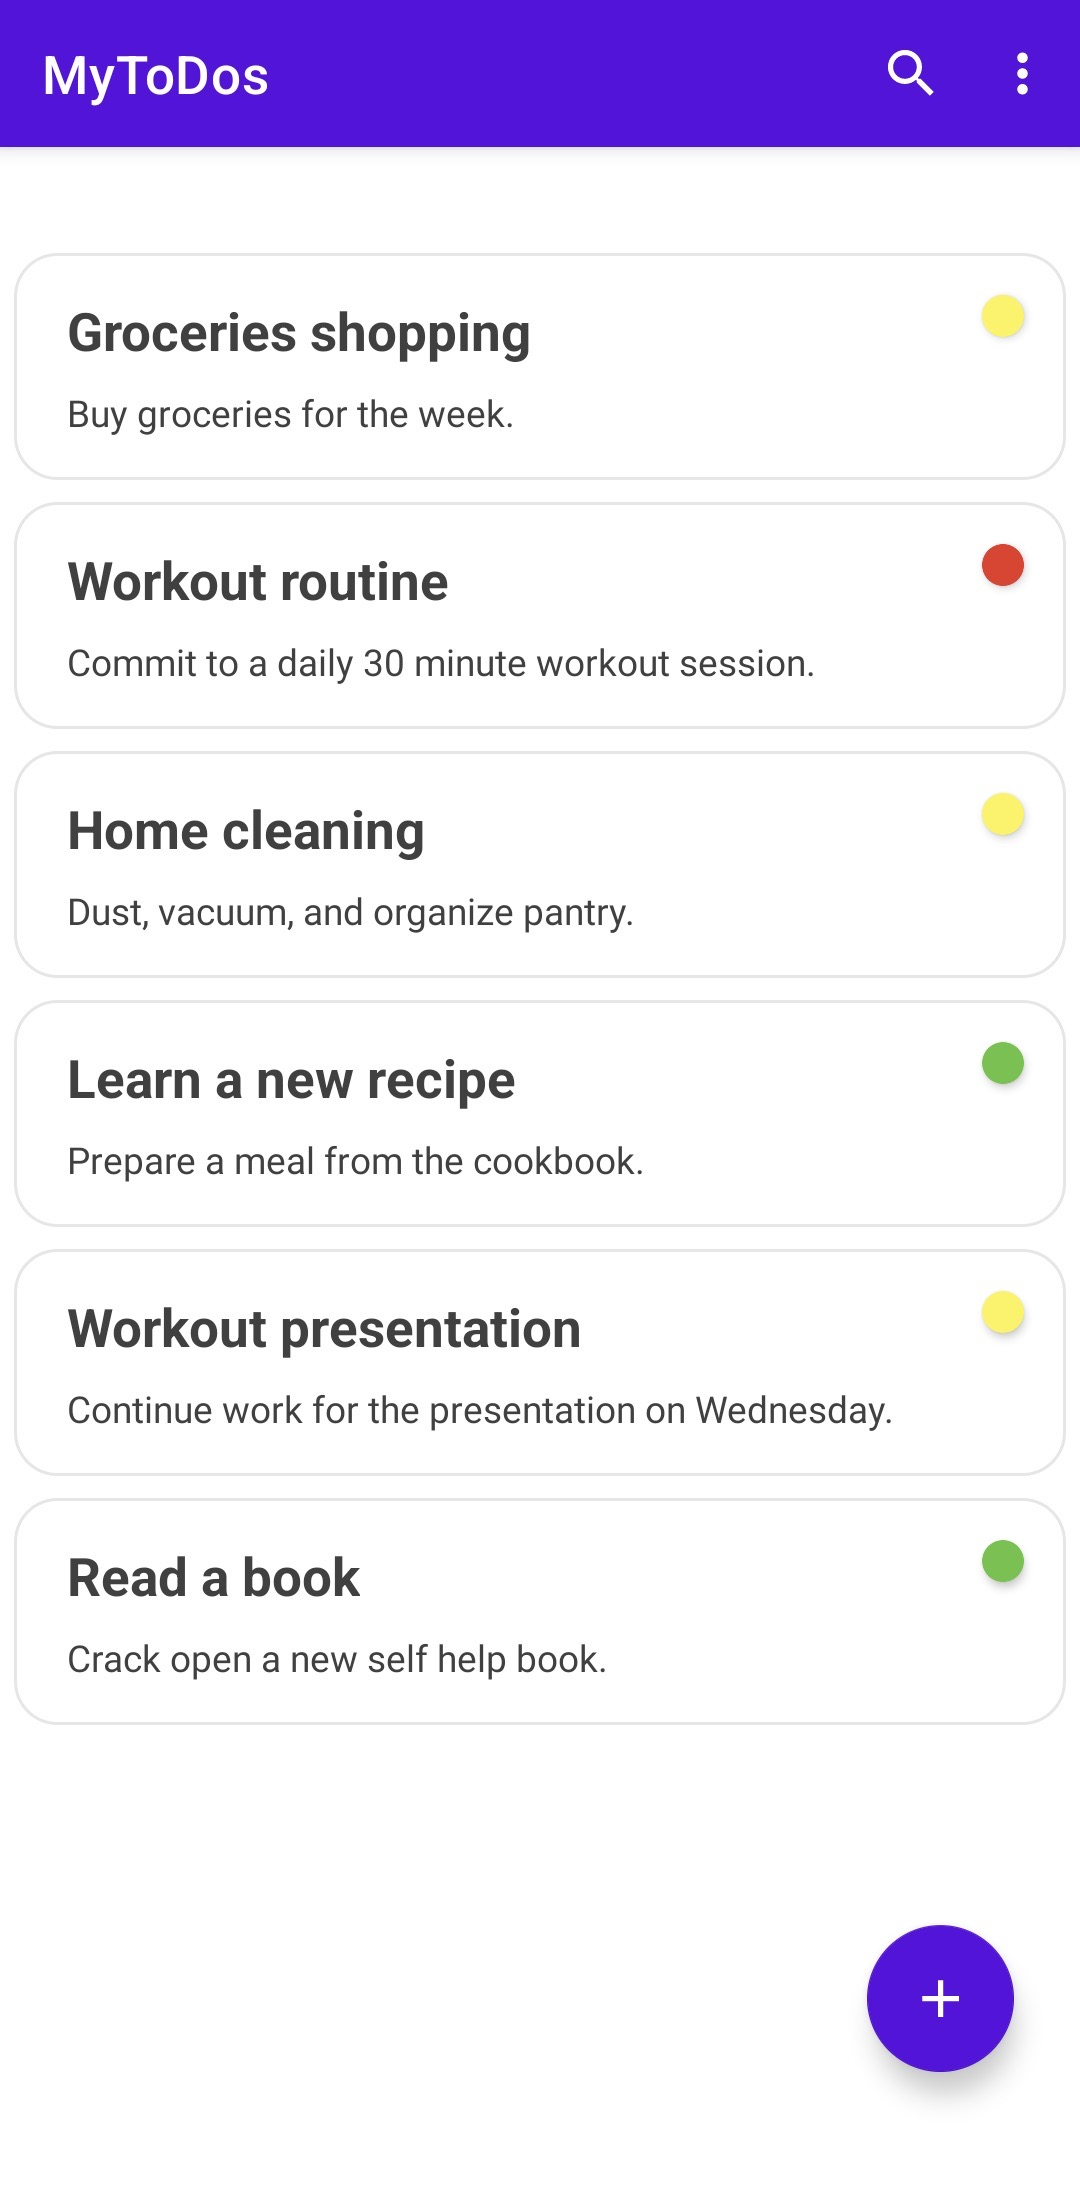 MyToDos
Groceries shopping
Buy groceries for the week.
Workout routine
Commit to a daily 30 minute workout session.
Home cleaning
Dust, vacuum, and organize pantry.
Learn a new recipe
Prepare a meal from the cookbook.
Workout presentation
Continue work for the presentation on Wednesday.
Read a book
Crack open a new self help book.